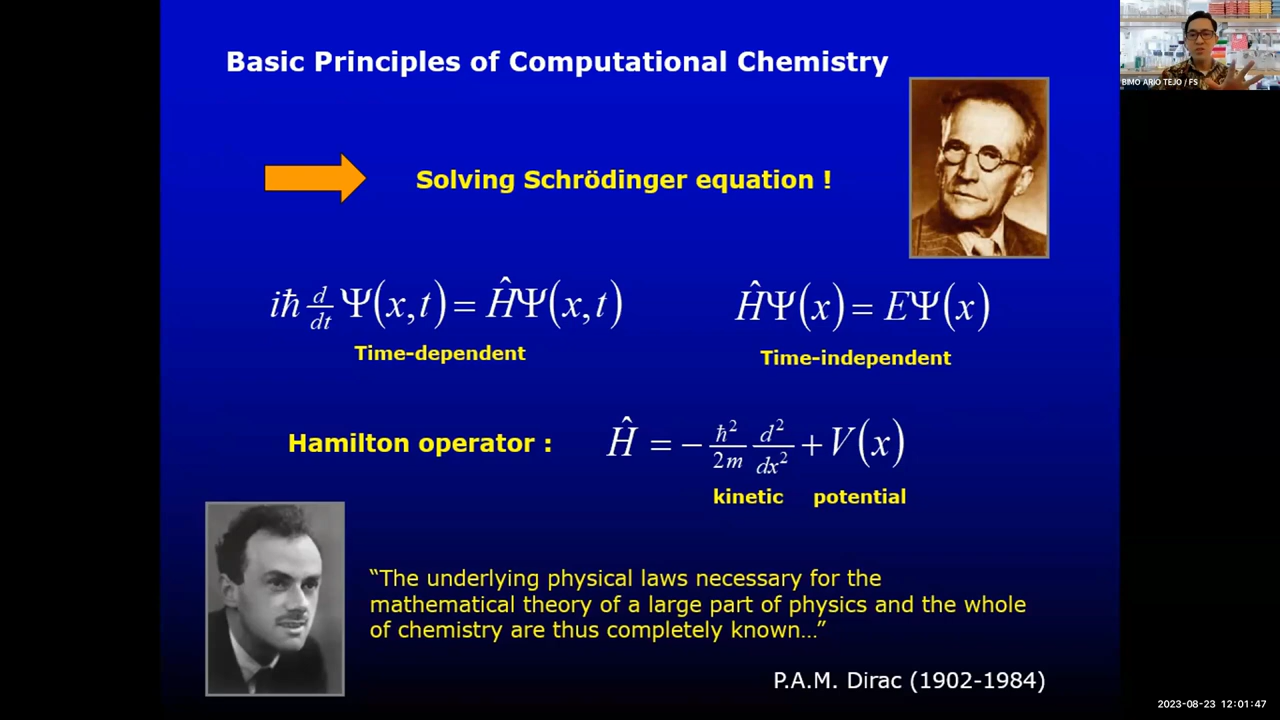 Basic Principles of Computational Chemistry
BIMO ARIO TEJO / FS
Solving Schrödinger equation !
iħ d/dt Ψ(x,t) = ĤΨ(x,t)
ĤΨ(x) = EΨ(x)
Time-dependent
Time-independent
Hamilton operator : Ĥ = − ħ²/2m d²/dx² + V(x)
kinetic potential
“The underlying physical laws necessary for the
mathematical theory of a large part of physics and the whole
of chemistry are thus completely known…”
P.A.M. Dirac (1902-1984)
2023-08-23 12:01:47